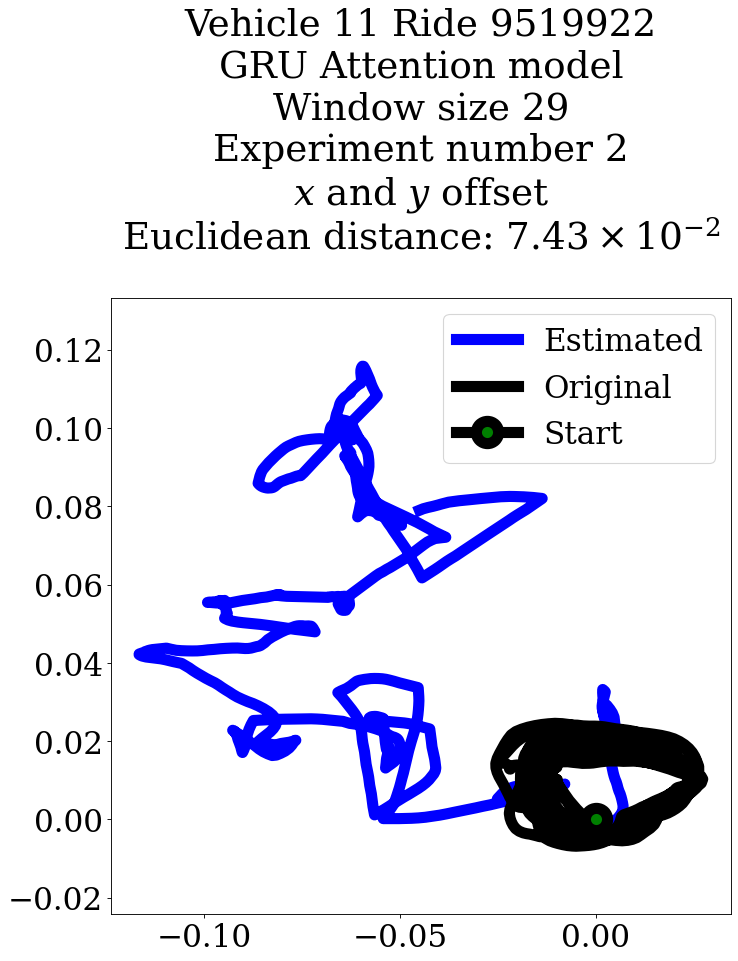 Vehicle 11 Ride 9519922
GRU Attention model
Window size 29
Experiment number 2
x and y offset
Euclidean distance: 7.43 × 10⁻²
Estimated
Original
Start
0.12
0.10
0.08
0.06
0.04
0.02
0.00
−0.02
−0.10
−0.05
0.00